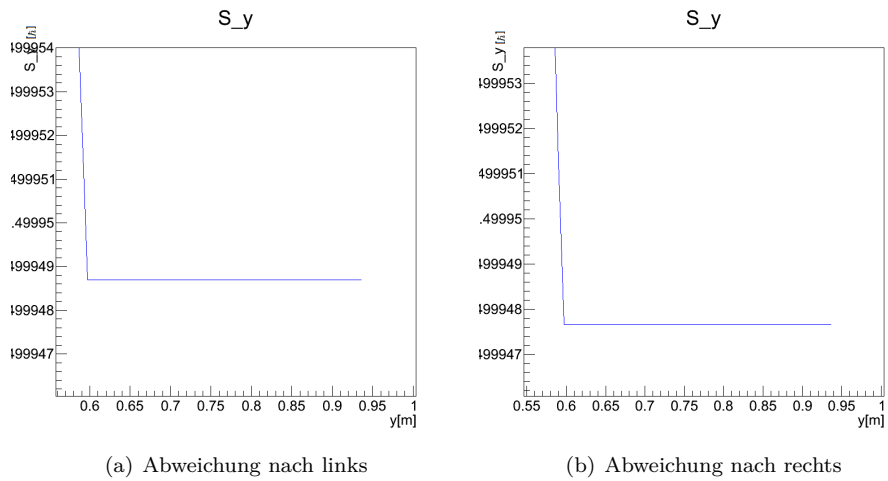 S_y
S_y [ℏ]
499954
499953
499952
499951
.49995
499949
499948
499947
0.6 0.65 0.7 0.75 0.8 0.85 0.9 0.95 1
y[m]
(a) Abweichung nach links
S_y
S_y [ℏ]
499953
499952
499951
.49995
499949
499948
499947
0.55 0.6 0.65 0.7 0.75 0.8 0.85 0.9 0.95 1
y[m]
(b) Abweichung nach rechts